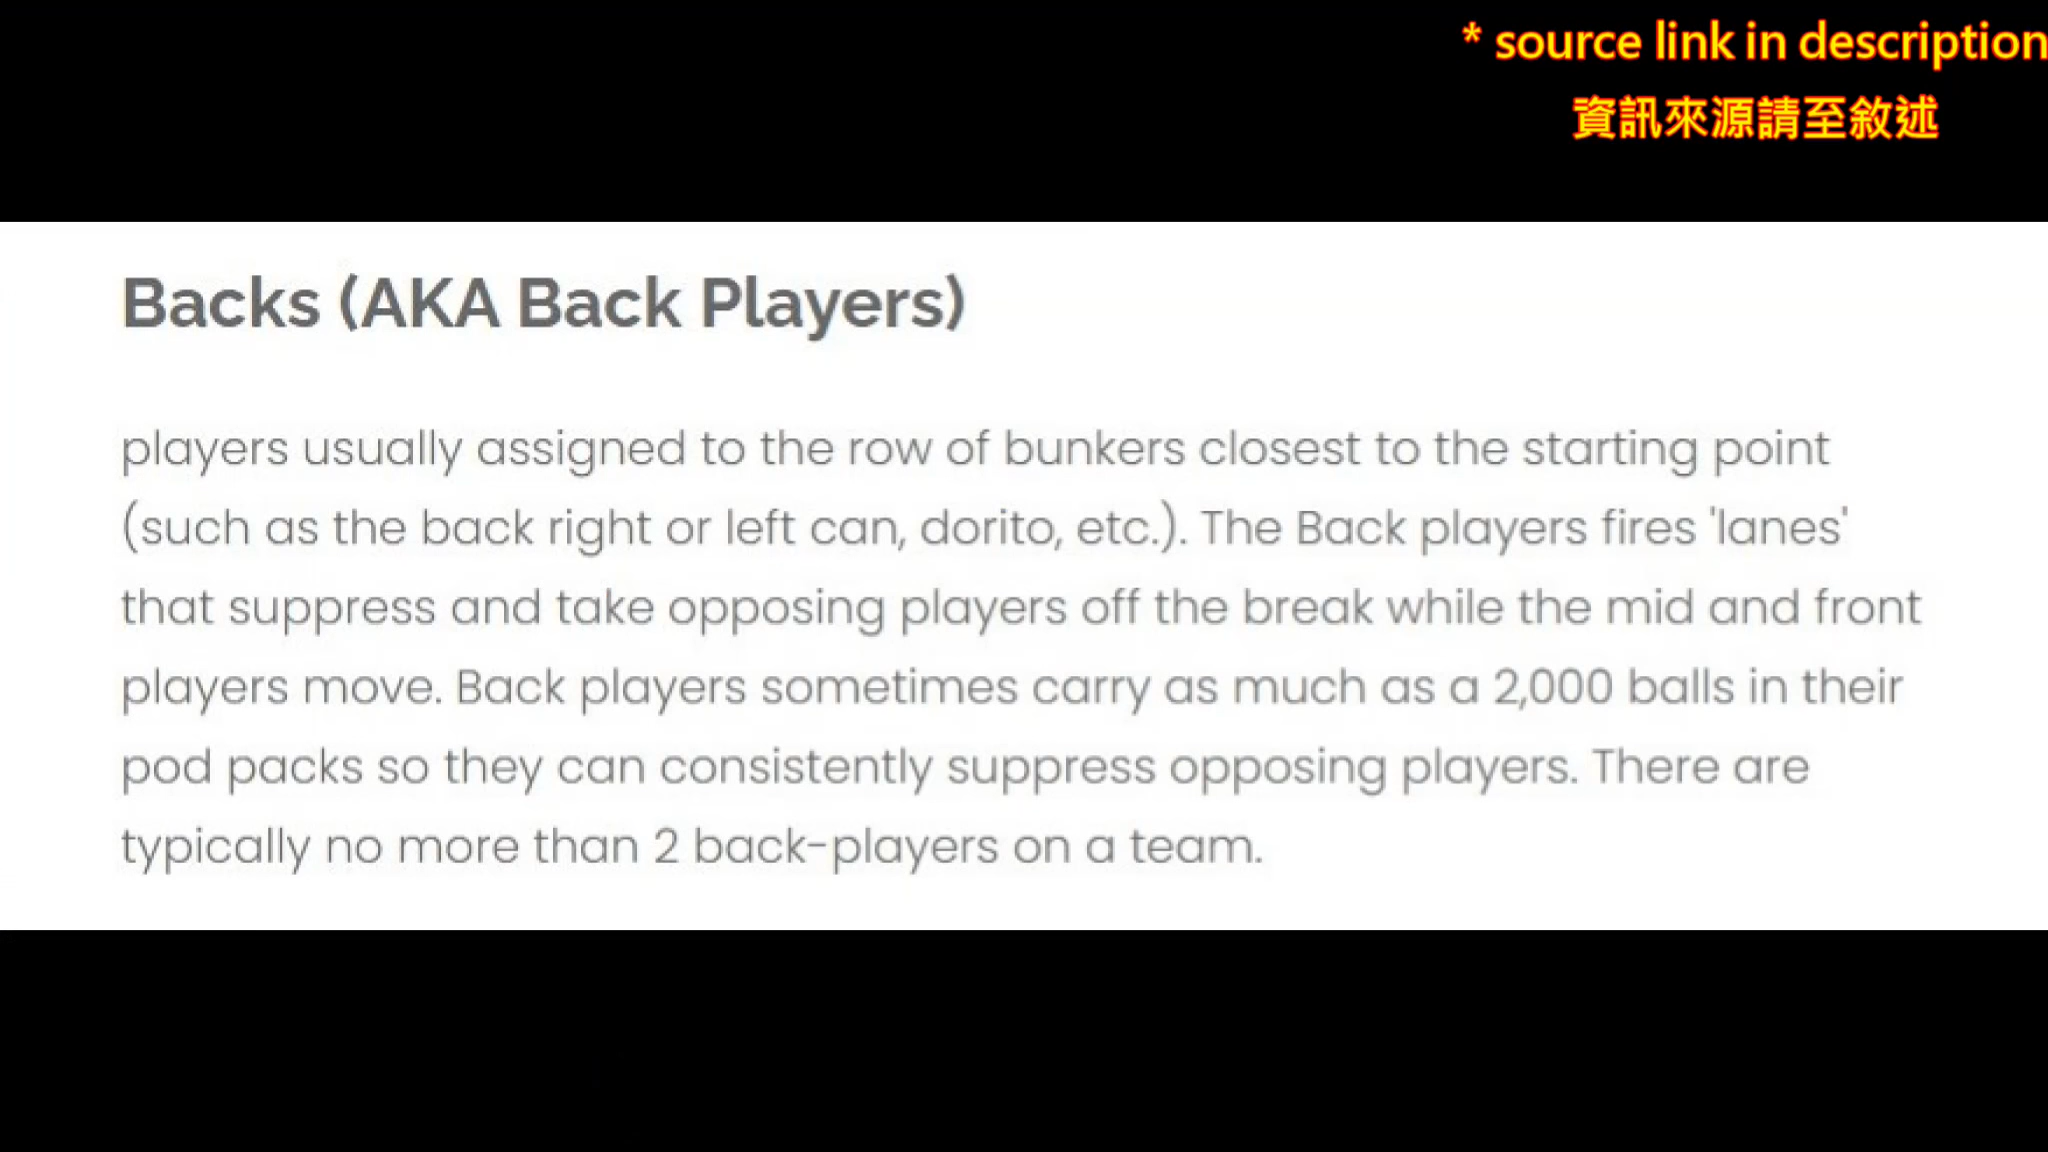 * source link in description
資訊來源請至敘述
Backs (AKA Back Players)
players usually assigned to the row of bunkers closest to the starting point
(such as the back right or left can, dorito, etc.). The Back players fires 'lanes'
that suppress and take opposing players off the break while the mid and front
players move. Back players sometimes carry as much as a 2,000 balls in their
pod packs so they can consistently suppress opposing players. There are
typically no more than 2 back-players on a team.